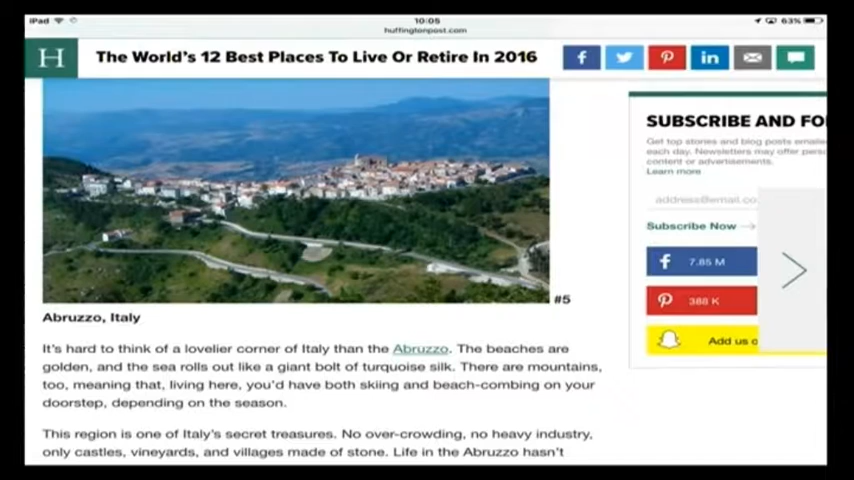 iPad
10:05
63%
huffingtonpost.com
H
The World's 12 Best Places To Live Or Retire In 2016
f
in
#5
Abruzzo, Italy
It's hard to think of a lovelier corner of Italy than the Abruzzo. The beaches are
golden, and the sea rolls out like a giant bolt of turquoise silk. There are mountains,
too, meaning that, living here, you'd have both skiing and beach-combing on your
doorstep, depending on the season.
This region is one of Italy's secret treasures. No over-crowding, no heavy industry,
only castles, vineyards, and villages made of stone. Life in the Abruzzo hasn't
SUBSCRIBE AND FO
Get top stories and blog posts emaile
each day. Newsletters may offer pers
content or advertisements.
Learn more
address@email.co
Subscribe Now
f 7.85 M
388 K
Add us o